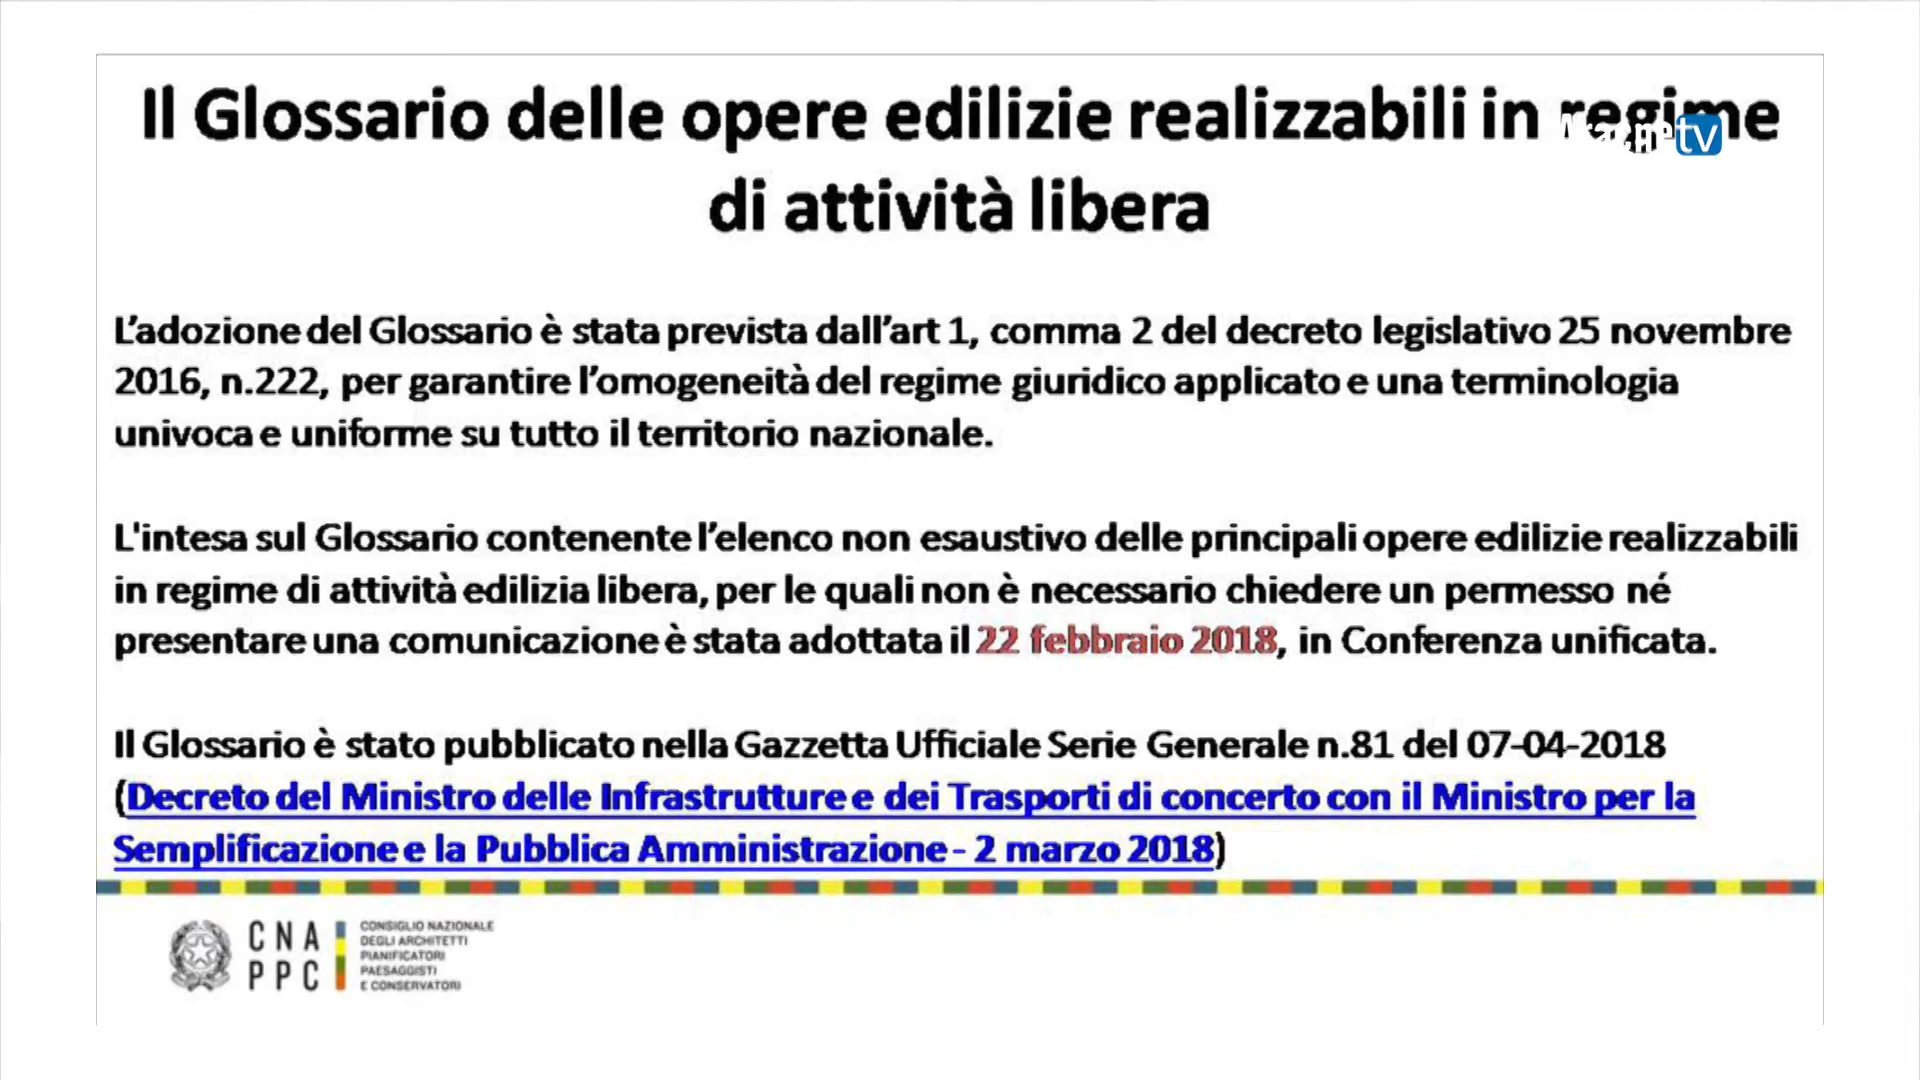 Il Glossario delle opere edilizie realizzabili in regime
di attività libera
tv
L’adozione del Glossario è stata prevista dall’art 1, comma 2 del decreto legislativo 25 novembre
2016, n.222, per garantire l’omogeneità del regime giuridico applicato e una terminologia
univoca e uniforme su tutto il territorio nazionale.
L'intesa sul Glossario contenente l’elenco non esaustivo delle principali opere edilizie realizzabili
in regime di attività edilizia libera, per le quali non è necessario chiedere un permesso né
presentare una comunicazione è stata adottata il 22 febbraio 2018, in Conferenza unificata.
Il Glossario è stato pubblicato nella Gazzetta Ufficiale Serie Generale n.81 del 07-04-2018
(Decreto del Ministro delle Infrastrutture e dei Trasporti di concerto con il Ministro per la
Semplificazione e la Pubblica Amministrazione - 2 marzo 2018)
CNA
PPC
CONSIGLIO NAZIONALE
DEGLI ARCHITETTI
PIANIFICATORI
PAESAGGISTI
E CONSERVATORI